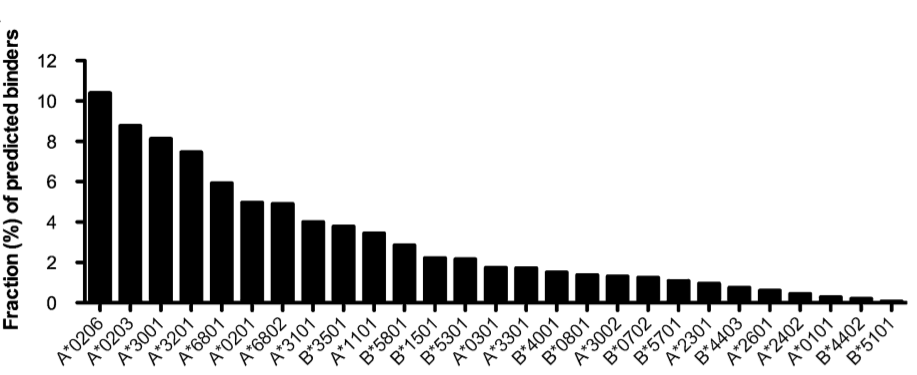 Fraction (%) of predicted binders
12
10
8
6
4
2
0
A*0206
A*0203
A*3001
A*3201
A*6801
A*0201
A*6802
A*3101
B*3501
A*1101
B*5801
B*1501
B*5301
A*0301
A*3301
B*4001
B*0801
A*3002
B*0702
B*5701
A*2301
B*4403
A*2601
A*2402
A*0101
B*4402
B*5101